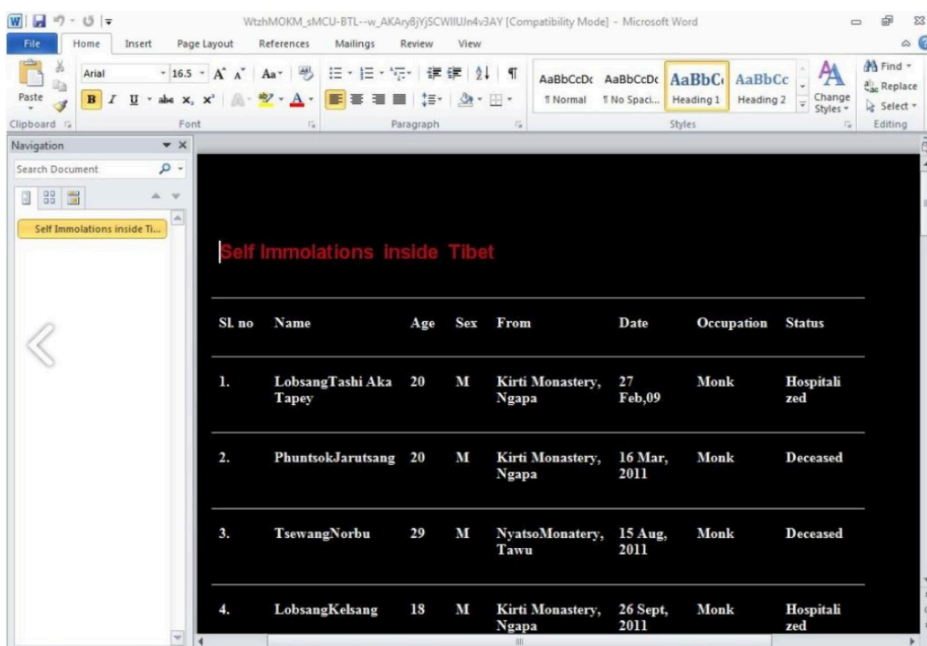 WtzhMOKM_sMCU-BTL--w_AKAry8jYjSCWIIUJn4v3AY [Compatibility Mode] - Microsoft Word
File Home Insert Page Layout References Mailings Review View
Paste
Arial 16.5
AaBbCcDc AaBbCcDc AaBbC AaBbCc
¶ Normal ¶ No Spaci... Heading 1 Heading 2
Change Styles
Find
Replace
Select
Clipboard Font Paragraph Styles Editing
Navigation
Search Document
Self Immolations inside Ti...
Self Immolations inside Tibet
Sl. no Name Age Sex From Date Occupation Status
1. LobsangTashi Aka 20 M Kirti Monastery, 27 Monk Hospitali
Tapey Ngapa Feb,09 zed
2. PhuntsokJarutsang 20 M Kirti Monastery, 16 Mar, Monk Deceased
Ngapa 2011
3. TsewangNorbu 29 M NyatsoMonatery, 15 Aug, Monk Deceased
Tawu 2011
4. LobsangKelsang 18 M Kirti Monastery, 26 Sept, Monk Hospitali
Ngapa 2011 zed